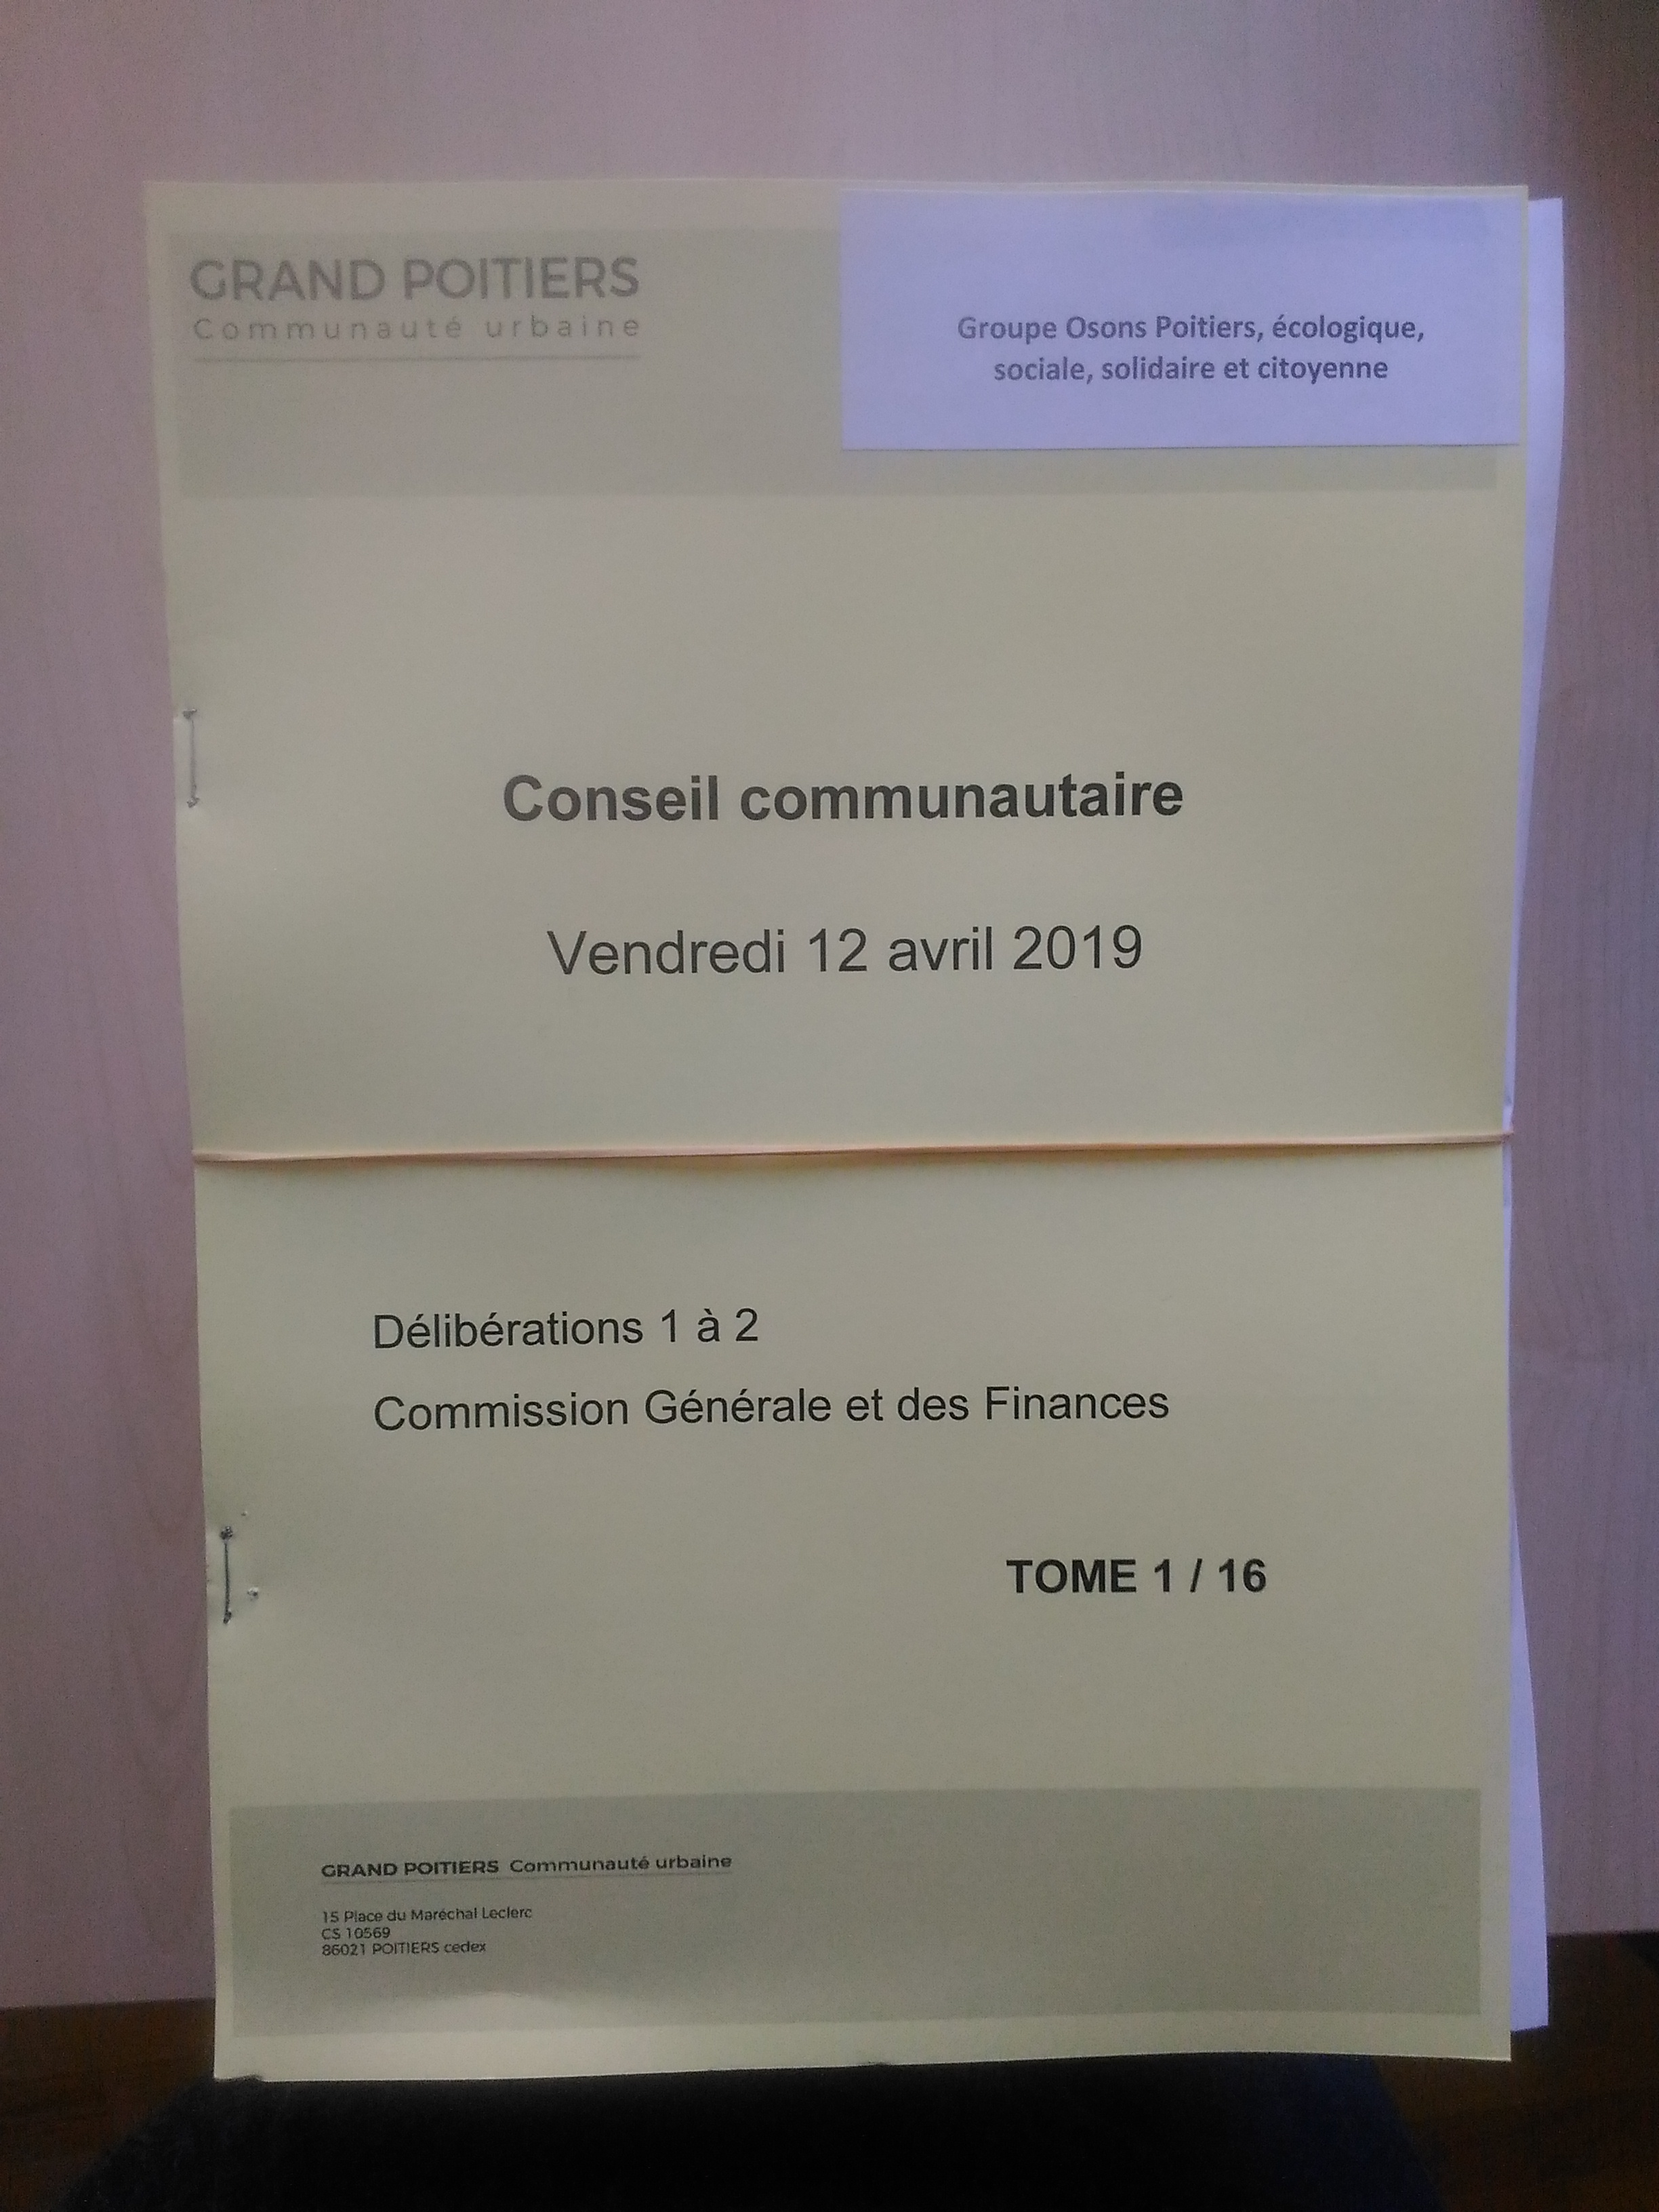 GRAND POITIERS
Communauté urbaine
Groupe Osons Poitiers, écologique,
sociale, solidaire et citoyenne
Conseil communautaire
Vendredi 12 avril 2019
Délibérations 1 à 2
Commission Générale et des Finances
TOME 1 / 16
GRAND POITIERS Communauté urbaine
15 Place du Maréchal Leclerc
CS 10569
86021 POITIERS cedex